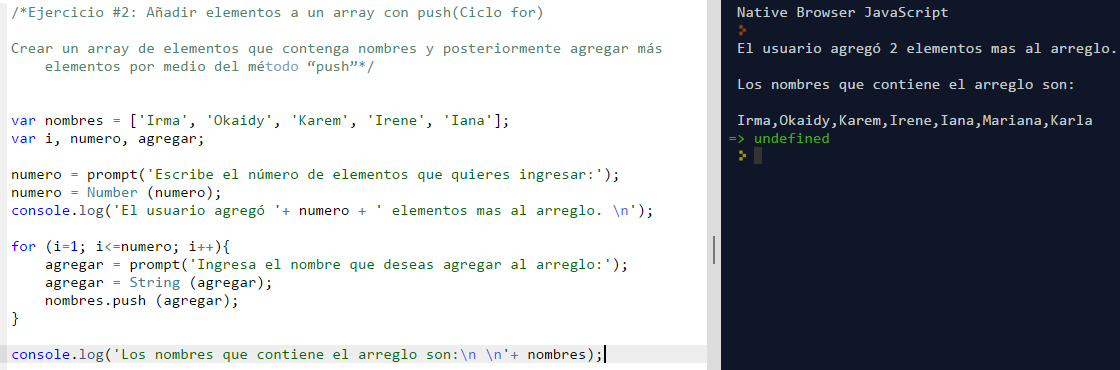 /*Ejercicio #2: Añadir elementos a un array con push(Ciclo for)
Crear un array de elementos que contenga nombres y posteriormente agregar más
elementos por medio del método “push”*/
var nombres = ['Irma', 'Okaidy', 'Karem', 'Irene', 'Iana'];
var i, numero, agregar;
numero = prompt('Escribe el número de elementos que quieres ingresar:');
numero = Number (numero);
console.log('El usuario agregó '+ numero + ' elementos mas al arreglo. \n');
for (i=1; i<=numero; i++){
agregar = prompt('Ingresa el nombre que deseas agregar al arreglo:');
agregar = String (agregar);
nombres.push (agregar);
}
console.log('Los nombres que contiene el arreglo son:\n \n'+ nombres);
Native Browser JavaScript
El usuario agregó 2 elementos mas al arreglo.
Los nombres que contiene el arreglo son:
Irma,Okaidy,Karem,Irene,Iana,Mariana,Karla
=> undefined